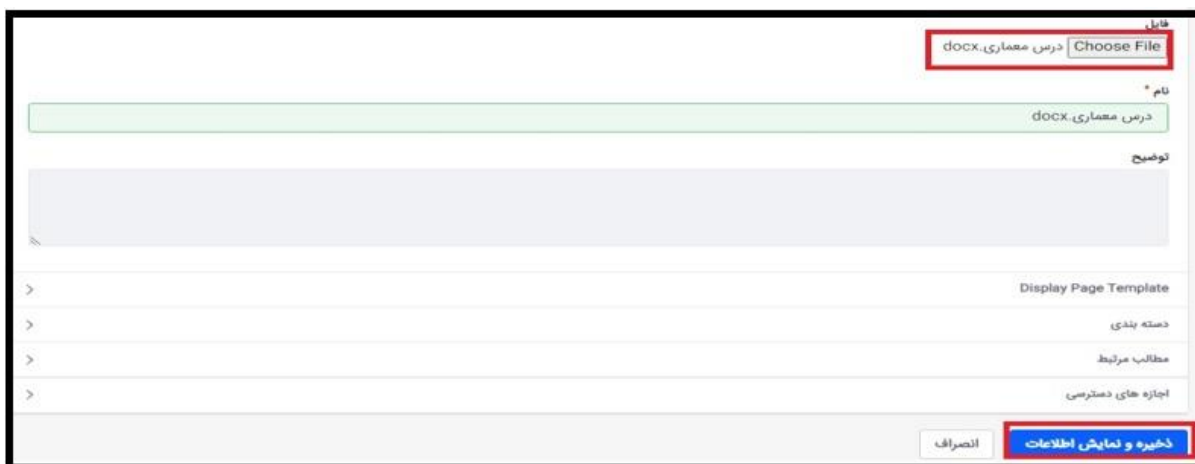 فایل
Choose File درس معماری.docx
نام *
درس معماری.docx
توضیح
Display Page Template
دسته بندی
مطالب مرتبط
اجازه های دسترسی
ذخیره و نمایش اطلاعات انصراف